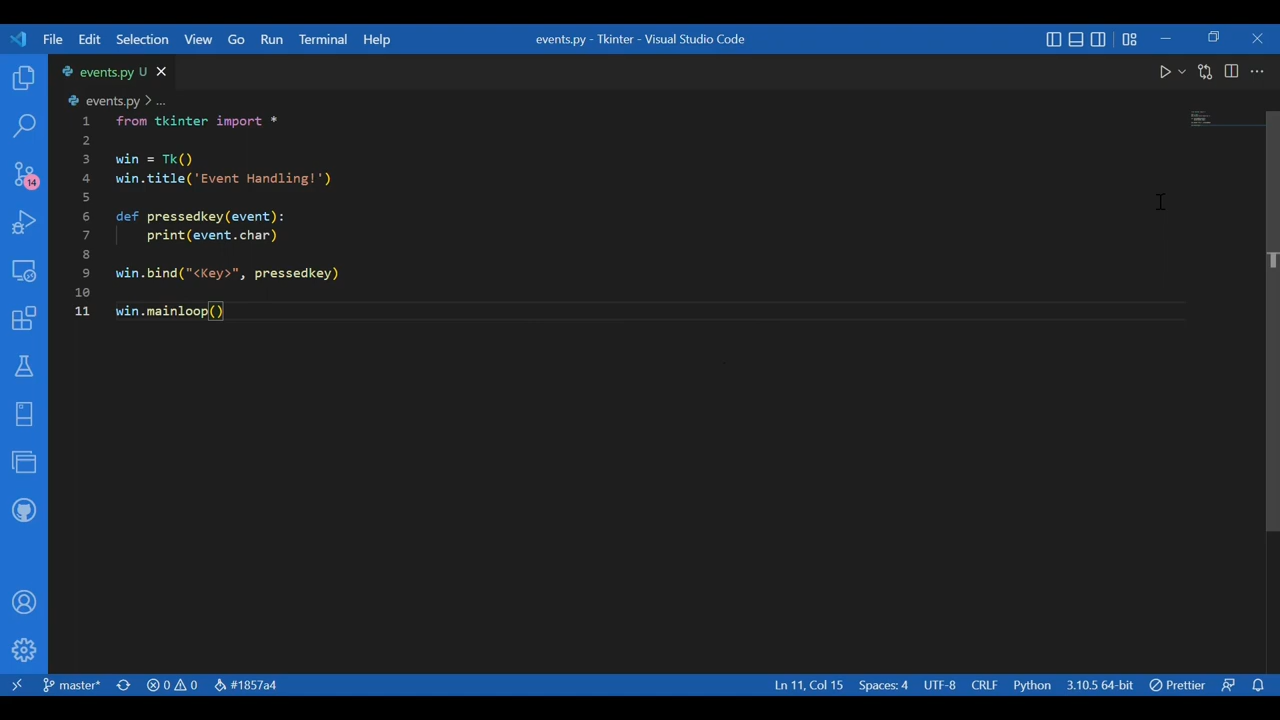 File Edit Selection View Go Run Terminal Help
events.py - Tkinter - Visual Studio Code
events.py U
events.py > ...
1 from tkinter import *
2
3 win = Tk()
4 win.title('Event Handling!')
5
6 def pressedkey(event):
7     print(event.char)
8
9 win.bind("<Key>", pressedkey)
10
11 win.mainloop()
14
master* 0 0 #1857a4 Ln 11, Col 15 Spaces: 4 UTF-8 CRLF Python 3.10.5 64-bit Prettier